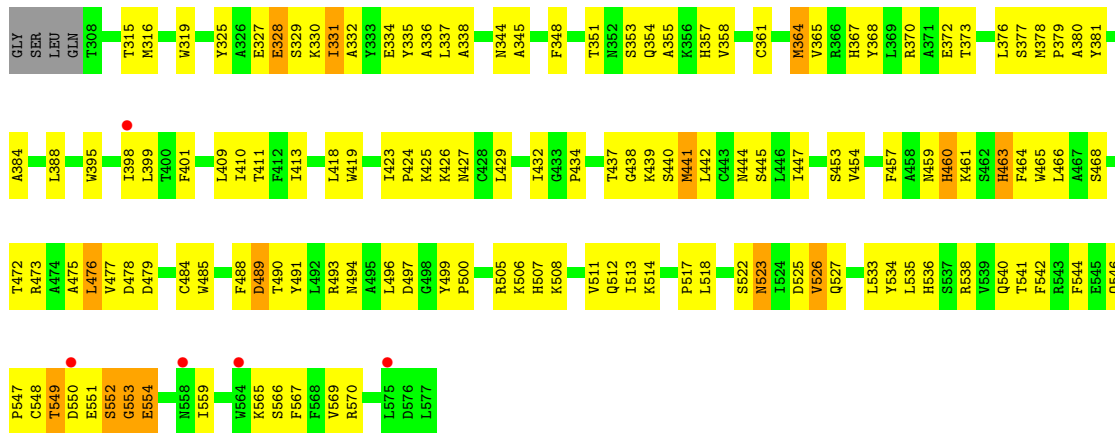 GLY SER LEU GLN T308 T315 M316 W319 Y325 A326 E327 E328 S329 K330 I331 A332 Y333 E334 Y335 A336 L337 A338 N344 A345 F348 T351 N352 S353 Q354 A355 K356 H357 V358 C361 M364 V365 R366 H367 Y368 L369 R370 A371 E372 T373 L376 S377 M378 P379 A380 Y381
A384 L388 W395 I398 L399 T400 F401 L409 I410 T411 F412 I413 L418 W419 I423 P424 K425 K426 N427 C428 L429 I432 G433 P434 T437 G438 K439 S440 M441 L442 C443 N444 S445 L446 I447 S453 V454 F457 A458 N459 H460 K461 S462 H463 F464 W465 L466 A467 S468
T472 R473 A474 A475 L476 V477 D478 D479 C484 W485 F488 D489 T490 Y491 L492 R493 N494 A495 L496 D497 G498 Y499 P500 R505 K506 H507 K508 V511 Q512 I513 K514 P517 L518 S522 N523 I524 D525 V526 Q527 L533 Y534 L535 H536 S537 R538 V539 Q540 T541 F542 R543 F544 E545 Q546
P547 C548 T549 D550 E551 S552 G553 E554 N558 I559 W564 K565 S566 F567 F568 V569 R570 L575 D576 L577